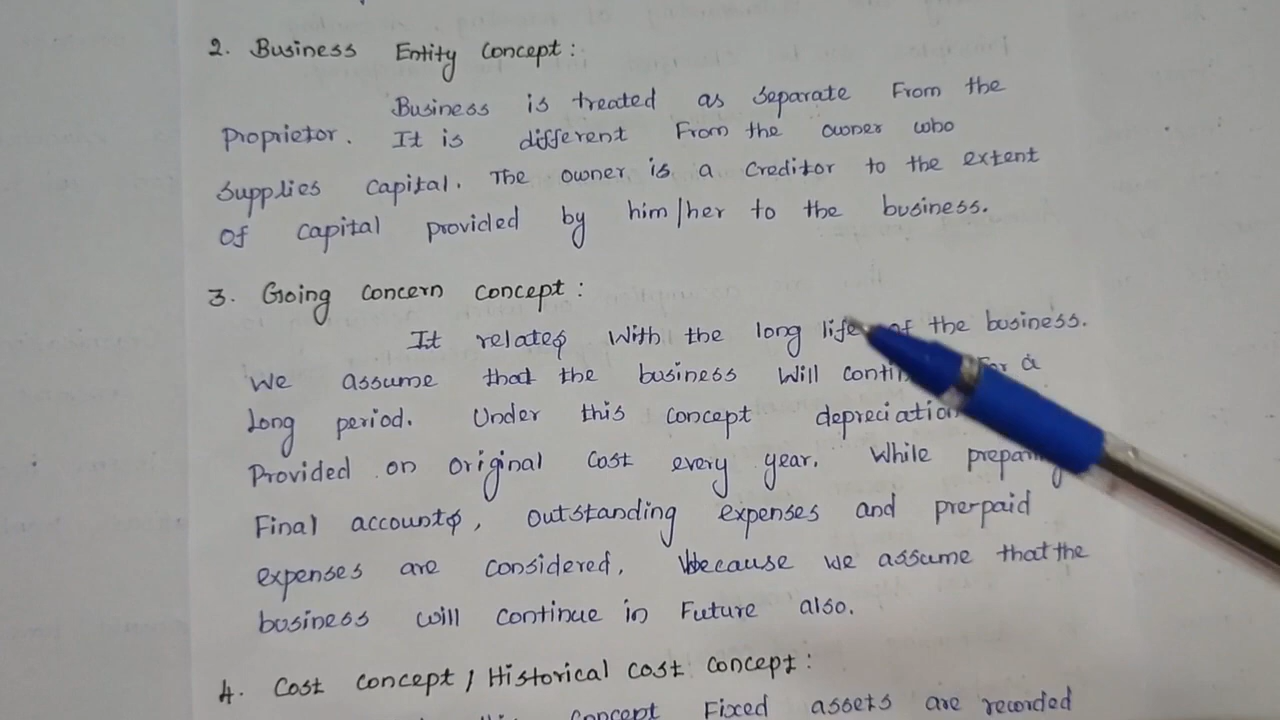 2. Business Entity Concept :
Business is treated as separate From the
Proprietor. It is different From the owner who
supplies capital. The owner is a creditor to the extent
of capital provided by him/her to the business.
3. Going concern concept :
It relates with the long life of the business.
We assume that the business will For a
long period. Under this concept
Provided on original cost every year. While
Final accounts, outstanding expenses and pre-paid
expenses are considered, because we assume that the
business will continue in Future also.
4. Cost concept / Historical cost concept :
concept Fixed assets are recorded